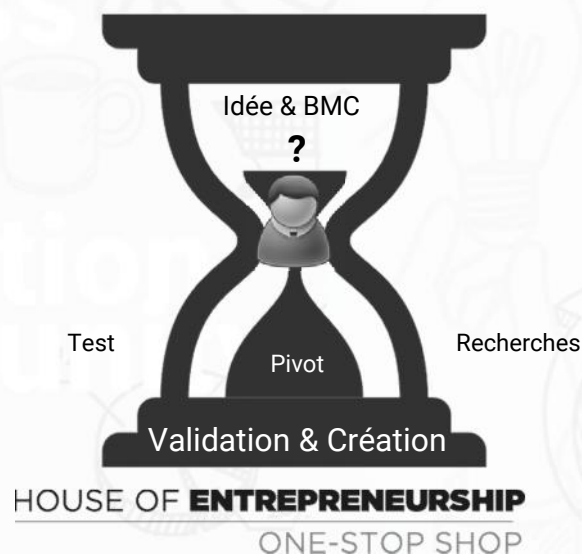 Idée & BMC
?
Test
Pivot
Recherches
Validation & Création
HOUSE OF ENTREPRENEURSHIP
ONE-STOP SHOP